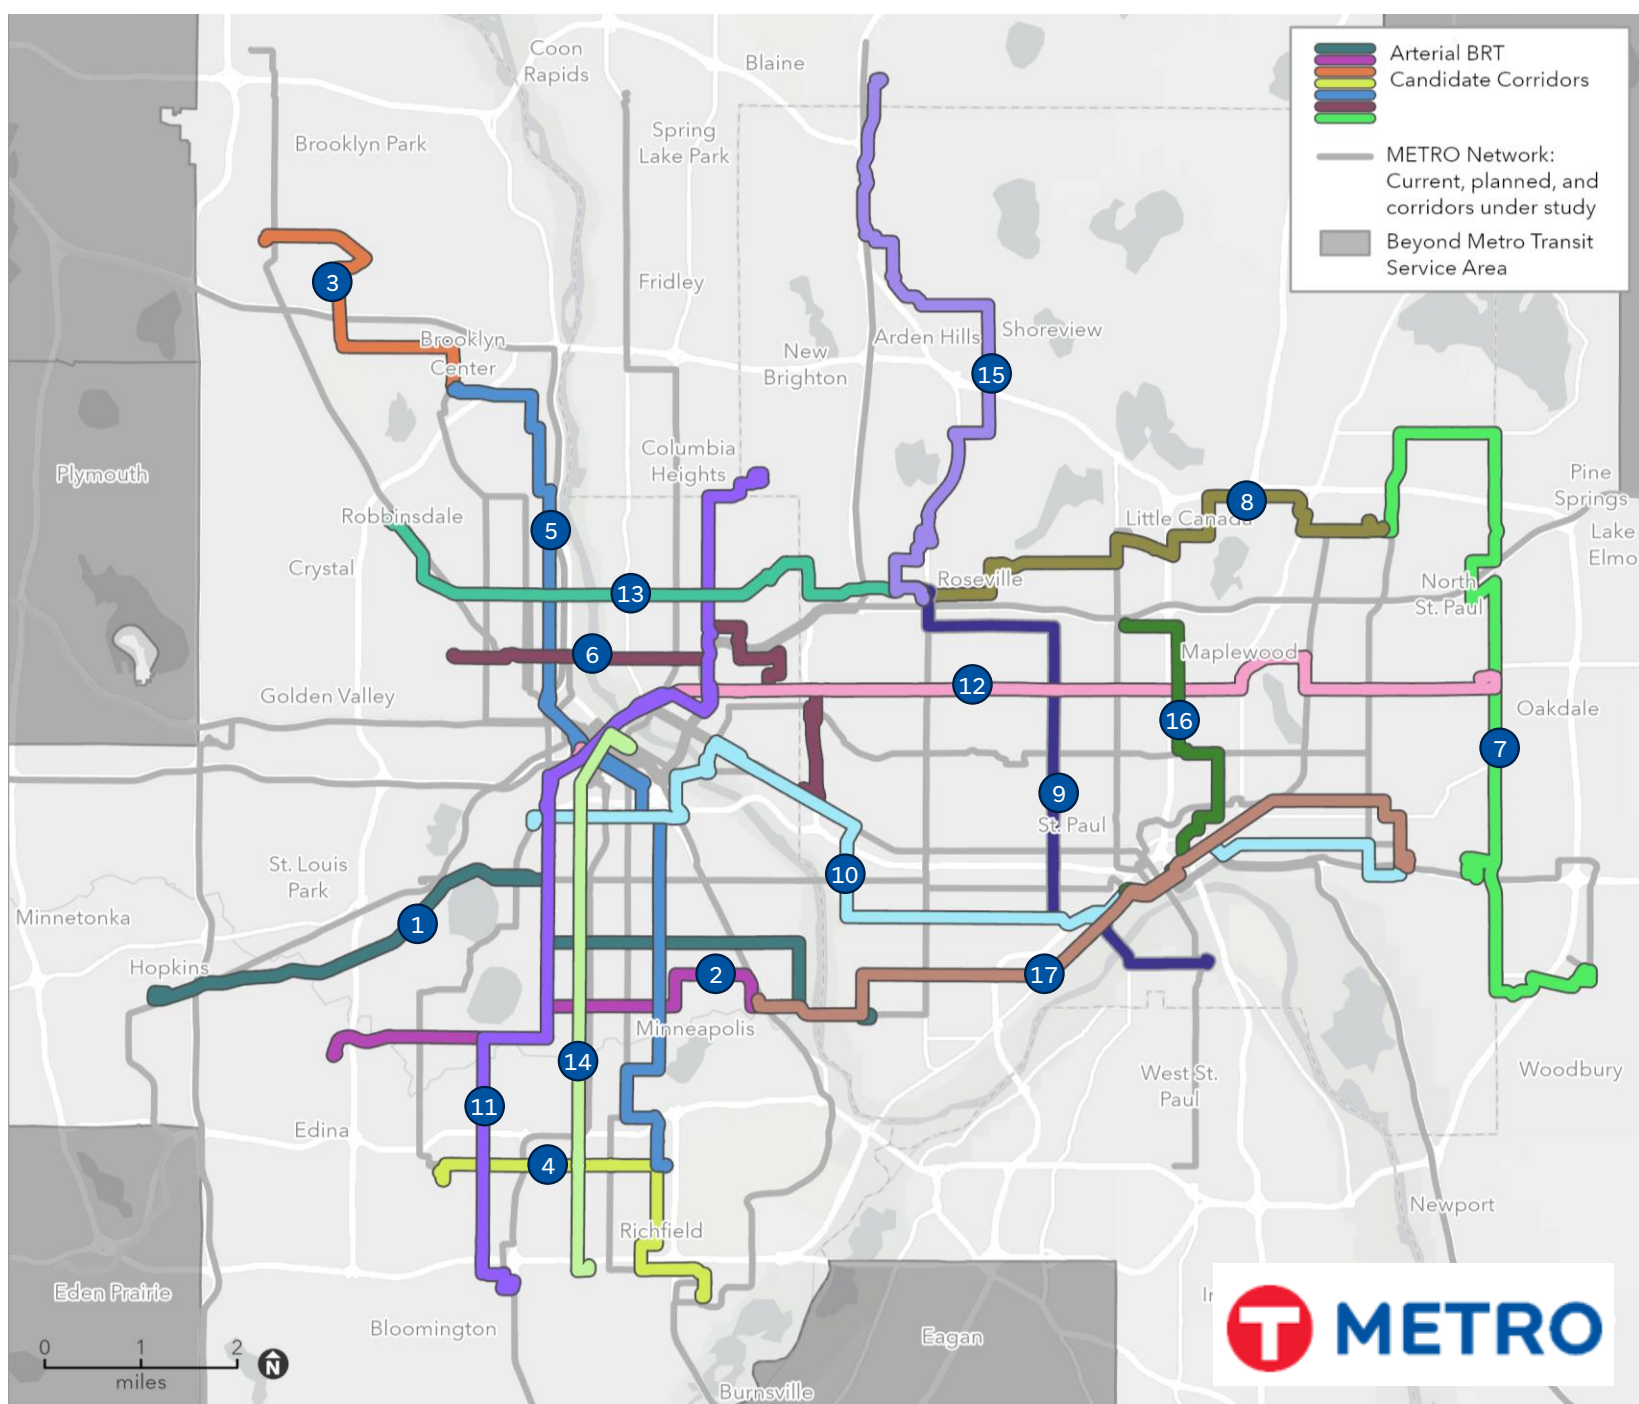 Coon
Rapids
Blaine
Arterial BRT
Candidate Corridors
METRO Network:
Current, planned, and
corridors under study
Beyond Metro Transit
Service Area
Brooklyn Park
Spring
Lake Park
3
Fridley
Brooklyn
Center
New
Brighton
Arden Hills
Shoreview
15
Plymouth
Columbia
Heights
Pine
Springs
Robbinsdale
5
8
Little Canada
Lake
Elmo
Crystal
13
Roseville
North
St. Paul
6
Maplewood
Golden Valley
12
16
Oakdale
7
9
St. Paul
St. Louis
Park
10
Minnetonka
1
Hopkins
2
17
Minneapolis
14
West St.
Paul
Woodbury
11
Edina
4
Newport
Richfield
Eden Prairie
Bloomington
Eagan
Burnsville
0 1 2
miles
N
T METRO